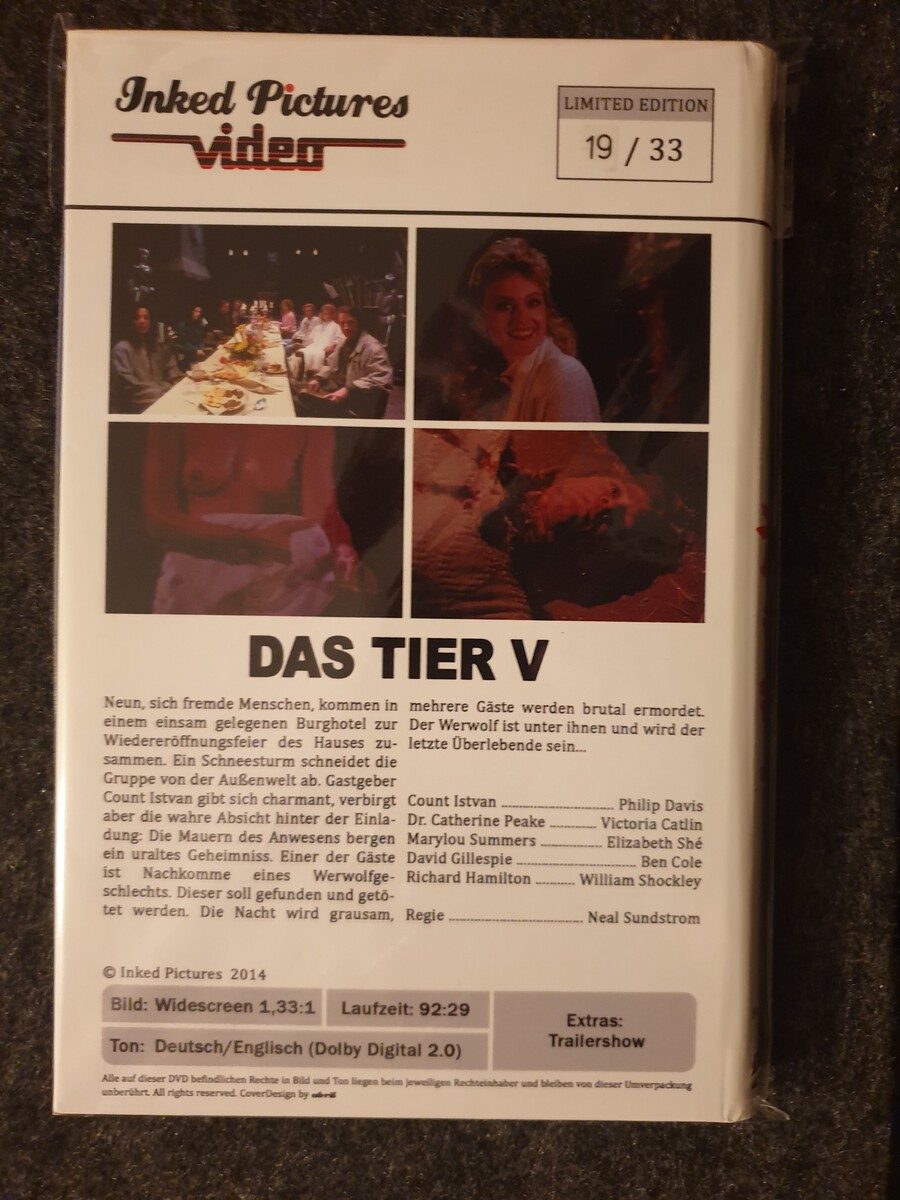 Inked Pictures
video
LIMITED EDITION
19 / 33
DAS TIER V
Neun, sich fremde Menschen, kommen in
einem einsam gelegenen Burghotel zur
Wiedereröffnungsfeier des Hauses zu-
sammen. Ein Schneesturm schneidet die
Gruppe von der Außenwelt ab. Gastgeber
Count Istvan gibt sich charmant, verbirgt
aber die wahre Absicht hinter der Einla-
dung: Die Mauern des Anwesens bergen
ein uraltes Geheimniss. Einer der Gäste
ist Nachkomme eines Werwolfge-
schlechts. Dieser soll gefunden und getö-
tet werden. Die Nacht wird grausam,
mehrere Gäste werden brutal ermordet.
Der Werwolf ist unter ihnen und wird der
letzte Überlebende sein...
Count Istvan ........................ Philip Davis
Dr. Catherine Peake ............ Victoria Catlin
Marylou Summers ............... Elizabeth Shé
David Gillespie ........................ Ben Cole
Richard Hamilton .......... William Shockley
Regie .................................. Neal Sundstrom
© Inked Pictures 2014
Bild: Widescreen 1,33:1
Laufzeit: 92:29
Ton: Deutsch/Englisch (Dolby Digital 2.0)
Extras:
Trailershow
Alle auf dieser DVD befindlichen Rechte in Bild und Ton liegen beim jeweiligen Rechteinhaber und bleiben von dieser Umverpackung
unberührt. All rights reserved. CoverDesign by